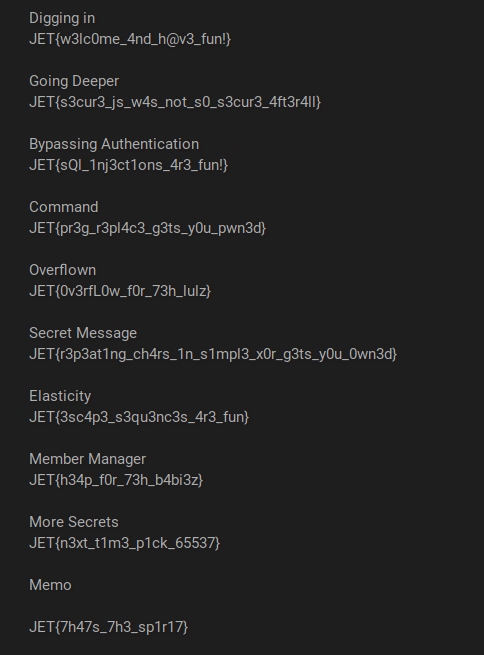 Digging in
JET{w3lc0me_4nd_h@v3_fun!}
Going Deeper
JET{s3cur3_js_w4s_not_s0_s3cur3_4ft3r4ll}
Bypassing Authentication
JET{sQl_1nj3ct1ons_4r3_fun!}
Command
JET{pr3g_r3pl4c3_g3ts_y0u_pwn3d}
Overflown
JET{0v3rfL0w_f0r_73h_lulz}
Secret Message
JET{r3p3at1ng_ch4rs_1n_s1mpl3_x0r_g3ts_y0u_0wn3d}
Elasticity
JET{3sc4p3_s3qu3nc3s_4r3_fun}
Member Manager
JET{h34p_f0r_73h_b4bi3z}
More Secrets
JET{n3xt_t1m3_p1ck_65537}
Memo
JET{7h47s_7h3_sp1r17}